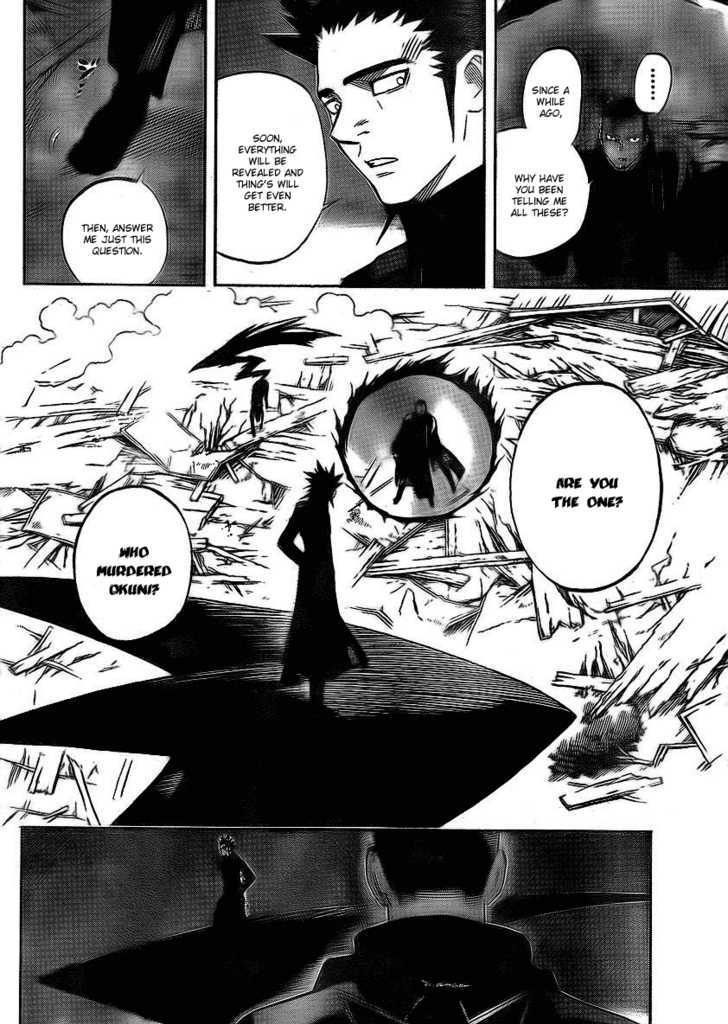 .....
SINCE A
WHILE
AGO,
WHY HAVE
YOU BEEN
TELLING ME
ALL THESE?
SOON,
EVERYTHING
WILL BE
REVEALED AND
THING'S WILL
GET EVEN
BETTER.
THEN, ANSWER
ME JUST THIS
QUESTION.
ARE YOU
THE ONE?
WHO
MURDERED
OKUNI?